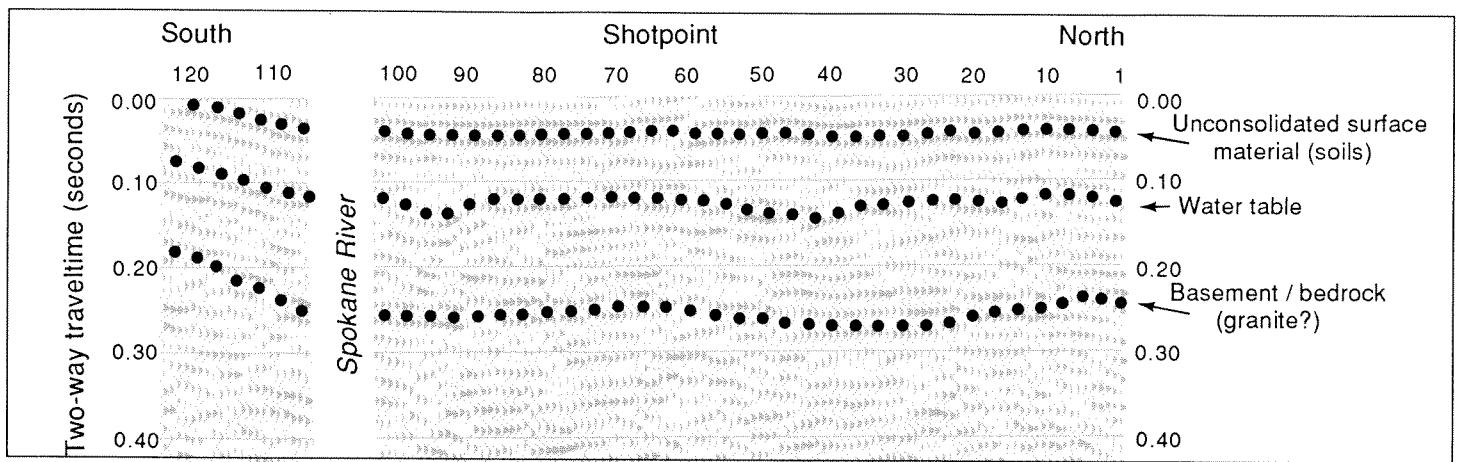 South Shotpoint North
120 110 100 90 80 70 60 50 40 30 20 10 1
Two-way traveltime (seconds)
0.00
0.10
0.20
0.30
0.40
Spokane River
0.00
0.10
0.20
0.30
0.40
Unconsolidated surface
material (soils)
Water table
Basement / bedrock
(granite?)